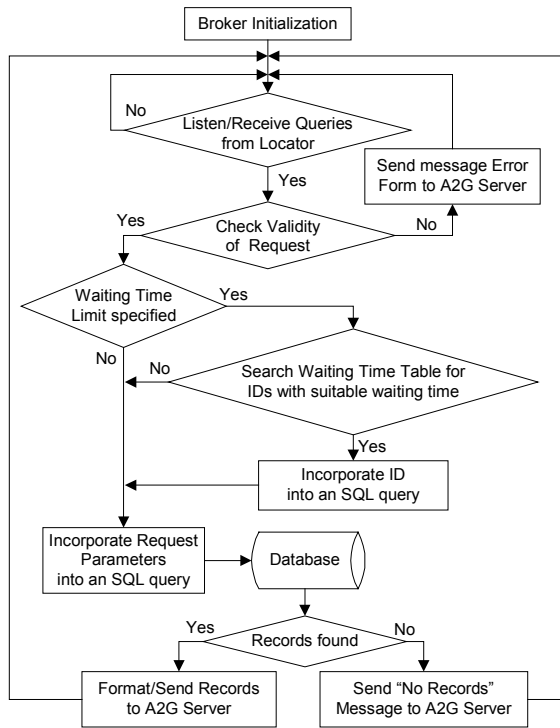 Broker Initialization
No
Listen/Receive Queries
from Locator
Send message Error
Form to A2G Server
Yes
Yes
Check Validity
of Request
No
Waiting Time
Limit specified
Yes
No
Search Waiting Time Table for
IDs with suitable waiting time
No
Yes
Incorporate ID
into an SQL query
Incorporate Request
Parameters
into an SQL query
Database
Yes
Records found
No
Format/Send Records
to A2G Server
Send “No Records”
Message to A2G Server